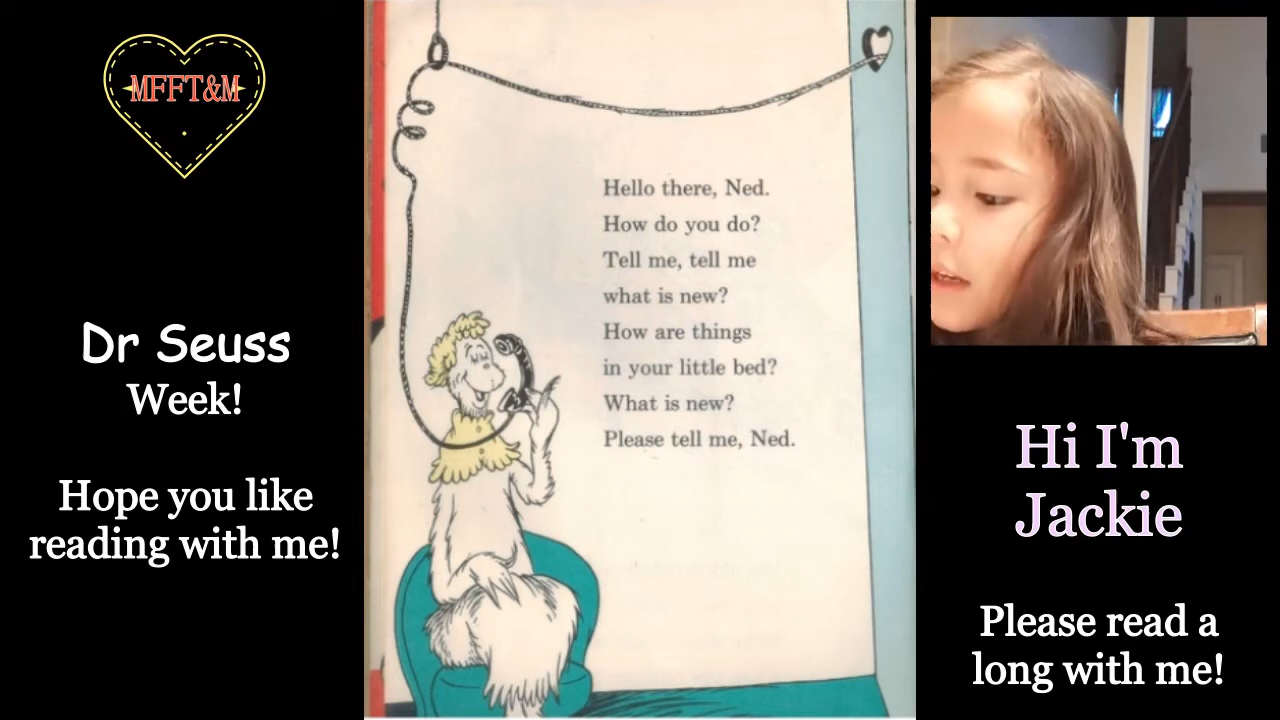 MFFT&M
Dr Seuss
Week!
Hope you like
reading with me!
Hello there, Ned.
How do you do?
Tell me, tell me
what is new?
How are things
in your little bed?
What is new?
Please tell me, Ned.
Hi I'm
Jackie
Please read a
long with me!